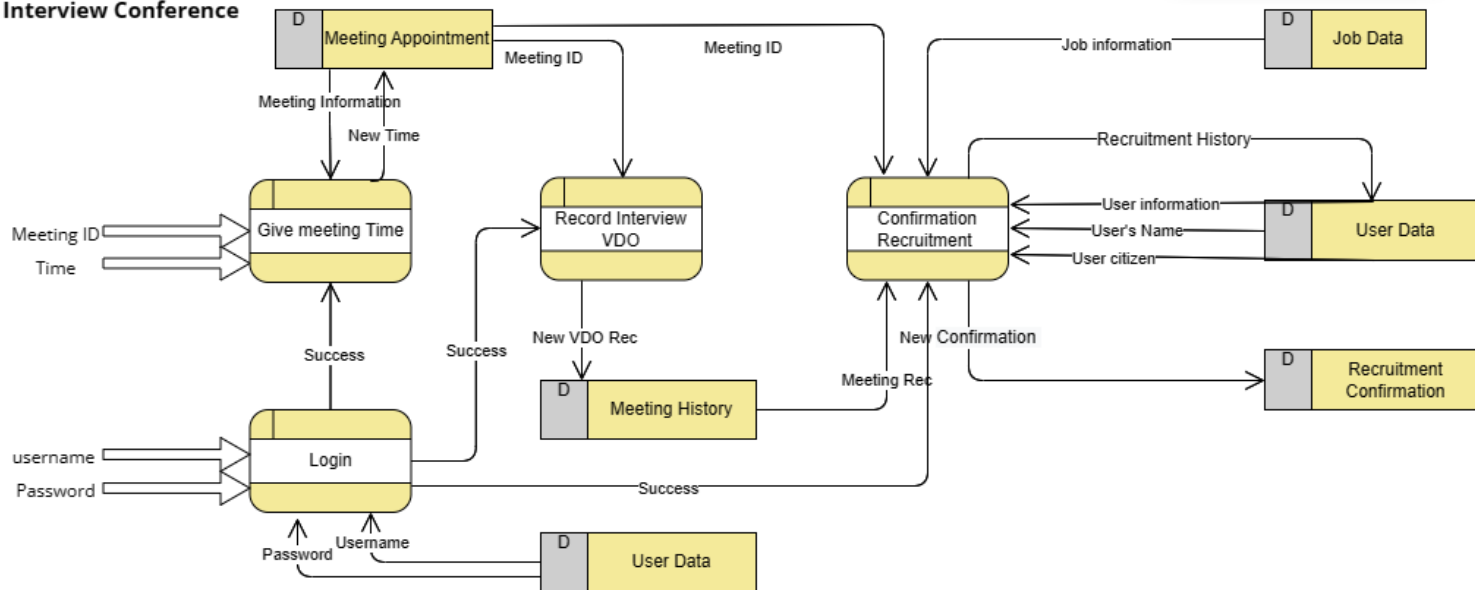 Interview Conference
D
Meeting Appointment
Meeting ID
Meeting ID
Job information
D
Job Data
Meeting Information
New Time
Recruitment History
Meeting ID
Time
Give meeting Time
Record Interview
VDO
Confirmation
Recruitment
User information
User's Name
User citizen
D
User Data
Success
Success
New VDO Rec
New Confirmation
Meeting Rec
D
Meeting History
D
Recruitment
Confirmation
username
Password
Login
Success
Password
Username
D
User Data